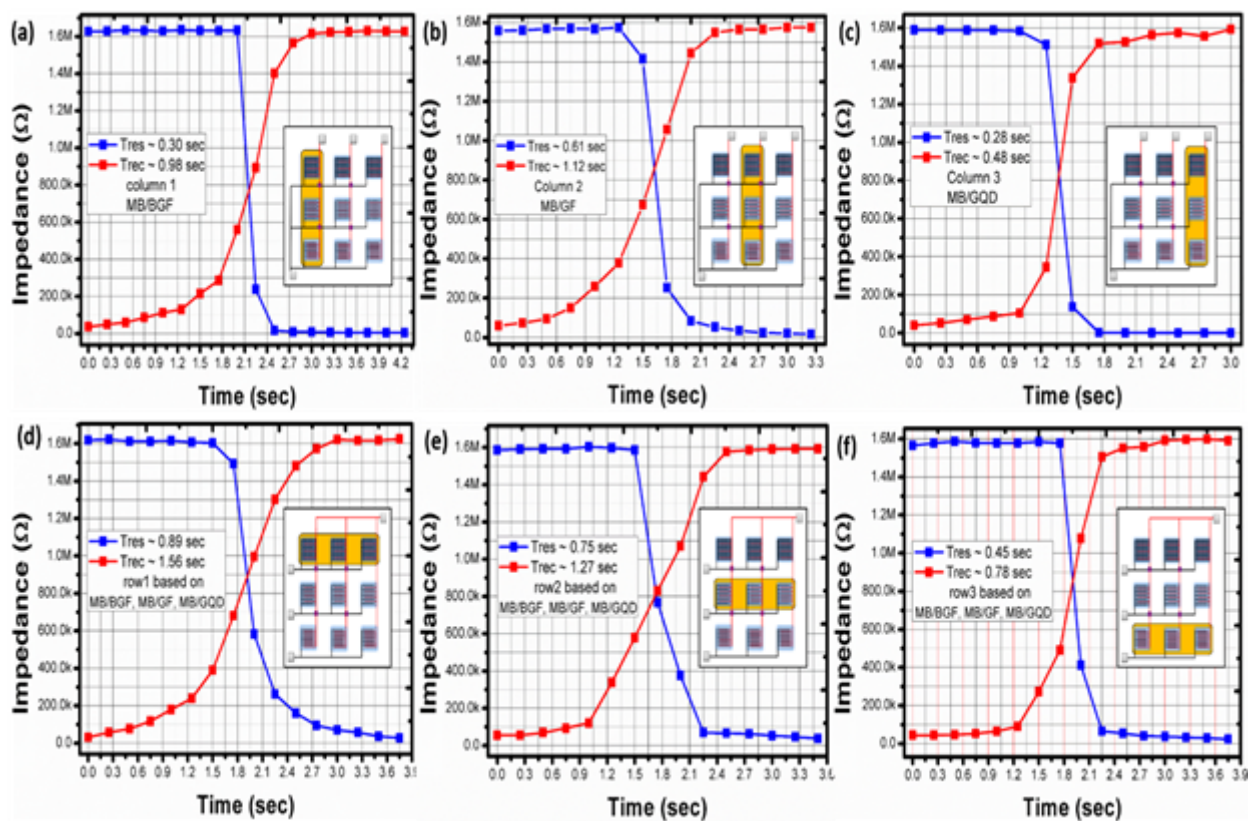 (a)
Impedance (Ω)
1.6M
1.4M
1.2M
1.0M
800.0k
600.0k
400.0k
200.0k
0.0
Tres ~ 0.30 sec
Trec ~ 0.98 sec
column 1
MB/BGF
0.0 0.3 0.6 0.9 1.2 1.5 1.8 2.1 2.4 2.7 3.0 3.3 3.6 3.9 4.2
Time (sec)
(b)
Impedance (Ω)
1.6M
1.4M
1.2M
1.0M
800.0k
600.0k
400.0k
200.0k
0.0
Tres ~ 0.61 sec
Trec ~ 1.12 sec
Column 2
MB/GF
0.0 0.3 0.6 0.9 1.2 1.5 1.8 2.1 2.4 2.7 3.0 3.3
Time (sec)
(c)
Impedance (Ω)
1.6M
1.4M
1.2M
1.0M
800.0k
600.0k
400.0k
200.0k
0.0
Tres ~ 0.28 sec
Trec ~ 0.48 sec
Column 3
MB/GQD
0.0 0.3 0.6 0.9 1.2 1.5 1.8 2.1 2.4 2.7 3.0
Time (sec)
(d)
Impedance (Ω)
1.6M
1.4M
1.2M
1.0M
800.0k
600.0k
400.0k
200.0k
0.0
Tres ~ 0.89 sec
Trec ~ 1.56 sec
row1 based on
MB/BGF, MB/GF, MB/GQD
0.0 0.3 0.6 0.9 1.2 1.5 1.8 2.1 2.4 2.7 3.0 3.3 3.6 3.9
Time (sec)
(e)
Impedance (Ω)
1.6M
1.4M
1.2M
1.0M
800.0k
600.0k
400.0k
200.0k
0.0
Tres ~ 0.75 sec
Trec ~ 1.27 sec
row2 based on
MB/BGF, MB/GF, MB/GQD
0.0 0.3 0.6 0.9 1.2 1.5 1.8 2.1 2.4 2.7 3.0 3.3 3.6
Time (sec)
(f)
Impedance (Ω)
1.6M
1.4M
1.2M
1.0M
800.0k
600.0k
400.0k
200.0k
0.0
Tres ~ 0.45 sec
Trec ~ 0.78 sec
row3 based on
MB/BGF, MB/GF, MB/GQD
0.0 0.3 0.6 0.9 1.2 1.5 1.8 2.1 2.4 2.7 3.0 3.3 3.6 3.9
Time (sec)